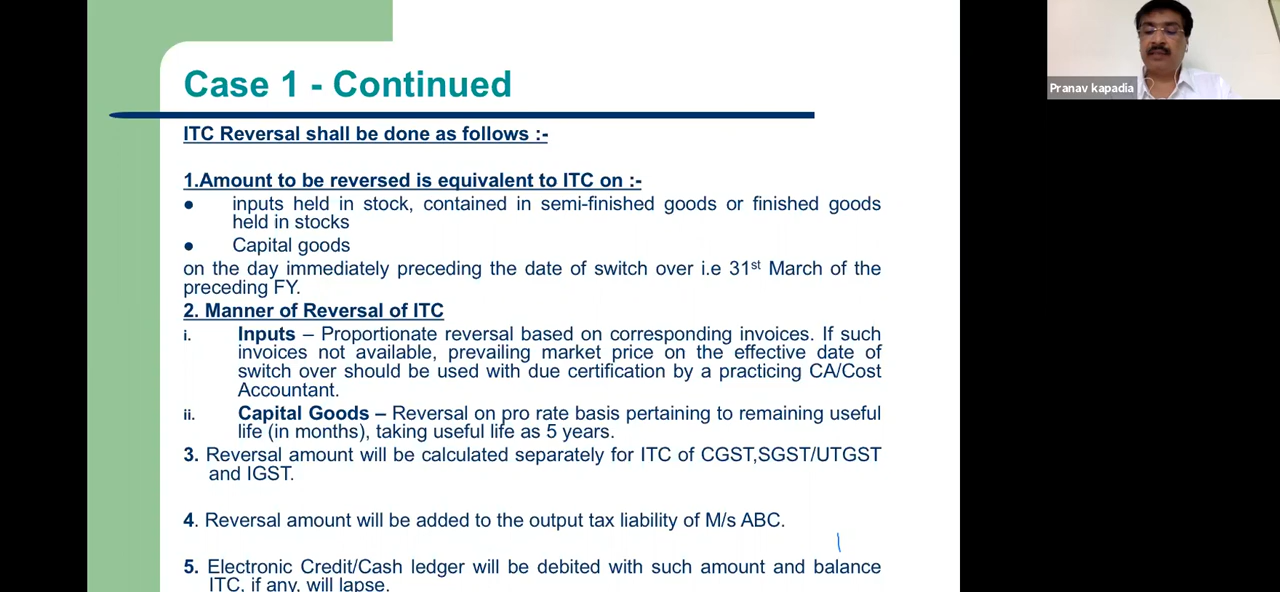 Case 1 - Continued
ITC Reversal shall be done as follows :-
1.Amount to be reversed is equivalent to ITC on :-
● inputs held in stock, contained in semi-finished goods or finished goods
held in stocks
● Capital goods
on the day immediately preceding the date of switch over i.e 31st March of the
preceding FY.
2. Manner of Reversal of ITC
i. Inputs – Proportionate reversal based on corresponding invoices. If such
invoices not available, prevailing market price on the effective date of
switch over should be used with due certification by a practicing CA/Cost
Accountant.
ii. Capital Goods – Reversal on pro rate basis pertaining to remaining useful
life (in months), taking useful life as 5 years.
3. Reversal amount will be calculated separately for ITC of CGST,SGST/UTGST
and IGST.
4. Reversal amount will be added to the output tax liability of M/s ABC.
5. Electronic Credit/Cash ledger will be debited with such amount and balance
ITC, if any, will lapse.
Pranav kapadia